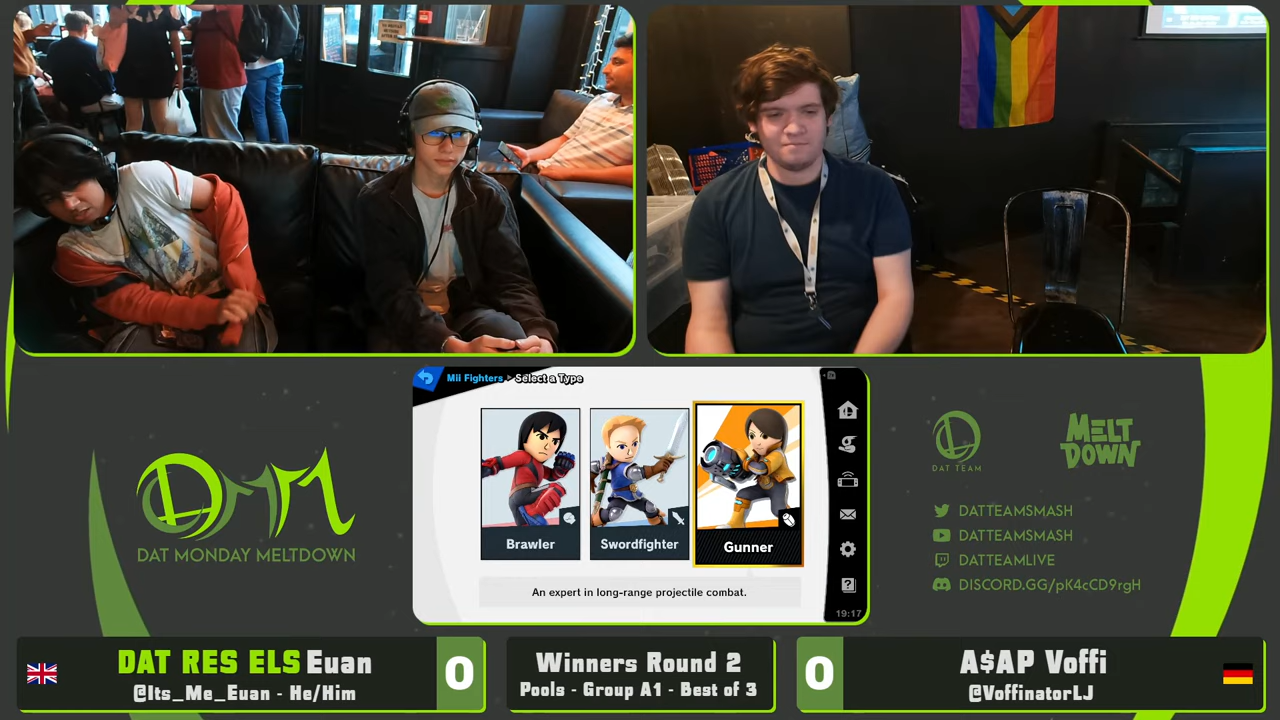 Mii Fighters ▸ Select a Type
Brawler
Swordfighter
Gunner
An expert in long-range projectile combat.
19:17
DMM
DAT MONDAY MELTDOWN
DAT TEAM
MELT
DOWN
DATTEAMSMASH
DATTEAMSMASH
DATTEAMLIVE
DISCORD.GG/pK4cCD9rgH
DAT RES ELS Euan
@Its_Me_Euan - He/Him
0
Winners Round 2
Pools - Group A1 - Best of 3
0
A$AP Voffi
@VoffinatorLJ